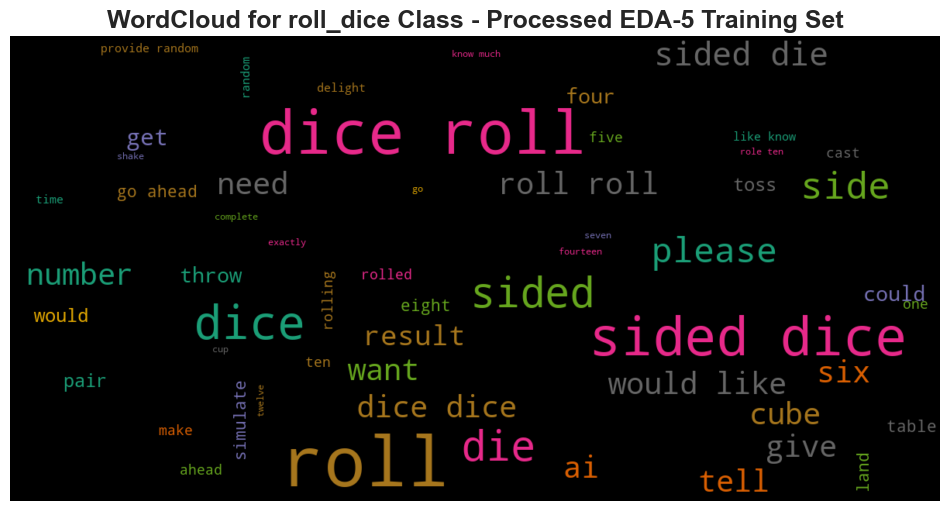 WordCloud for roll_dice Class - Processed EDA-5 Training Set
provide random
know much
sided die
random
delight
four
dice roll
get
five
like know
shake
role ten
cast
go ahead
need
go
roll roll
toss
side
time
complete
exactly
seven
fourteen
please
number
throw
rolled
sided
could
would
dice
rolling
eight
one
cup
result
sided dice
ten
want
six
pair
simulate
twelve
would like
dice dice
cube
make
roll
die
give
table
ahead
ai
tell
land